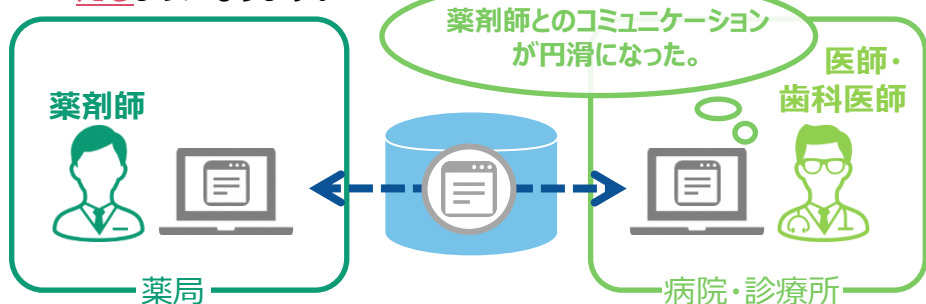 薬剤師とのコミュニケーション
が円滑になった。
医師・
歯科医師
薬剤師
薬局
病院・診療所